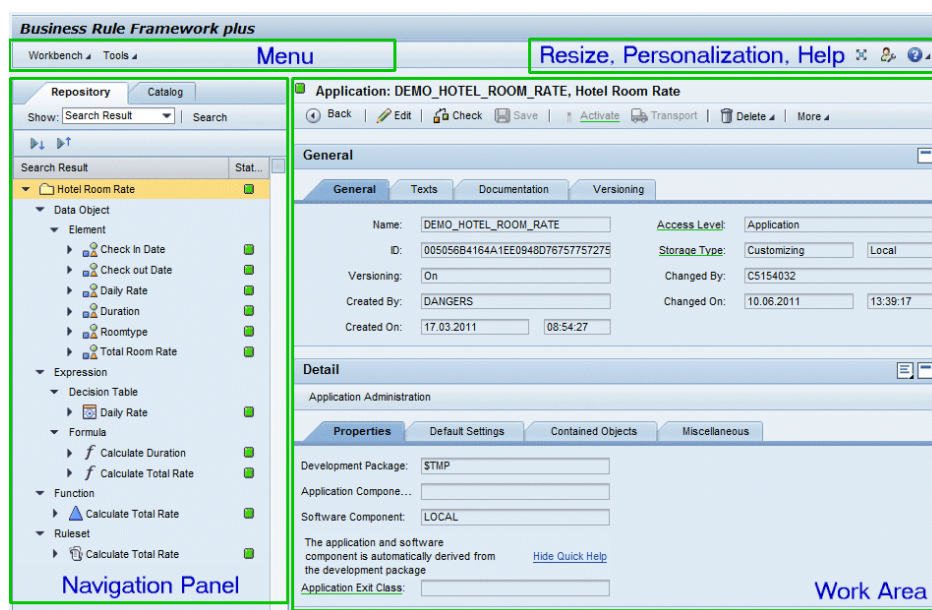 Business Rule Framework plus
Workbench Tools Menu Resize, Personalization, Help
Repository Catalog
Show: Search Result Search
Search Result Stat...
Hotel Room Rate
Data Object
Element
Check In Date
Check out Date
Daily Rate
Duration
Roomtype
Total Room Rate
Expression
Decision Table
Daily Rate
Formula
Calculate Duration
Calculate Total Rate
Function
Calculate Total Rate
Ruleset
Calculate Total Rate
Navigation Panel
Application: DEMO_HOTEL_ROOM_RATE, Hotel Room Rate
Back Edit Check Save Activate Transport Delete More
General
General Texts Documentation Versioning
Name: DEMO_HOTEL_ROOM_RATE Access Level: Application
ID: 005056B4164A1EE0948D76757757275 Storage Type: Customizing Local
Versioning: On Changed By: C5154032
Created By: DANGERS Changed On: 10.06.2011 13:39:17
Created On: 17.03.2011 08:54:27
Detail
Application Administration
Properties Default Settings Contained Objects Miscellaneous
Development Package: $TMP
Application Compone...
Software Component: LOCAL
The application and software
component is automatically derived from Hide Quick Help
the development package
Application Exit Class:
Work Area